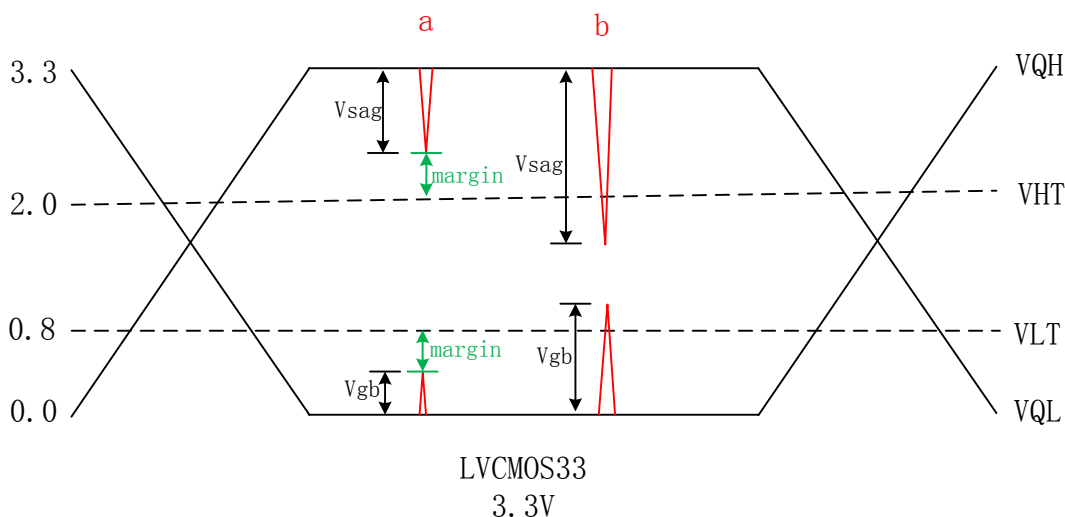 a b
3.3 VQH
Vsag
Vsag
margin
2.0 VHT
0.8 VLT
margin
Vgb
Vgb
0.0 VQL
LVCMOS33
3.3V